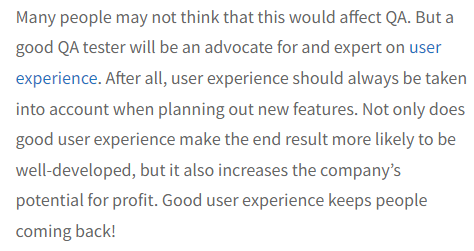 Many people may not think that this would affect QA. But a
good QA tester will be an advocate for and expert on user
experience. After all, user experience should always be taken
into account when planning out new features. Not only does
good user experience make the end result more likely to be
well-developed, but it also increases the company’s
potential for profit. Good user experience keeps people
coming back!